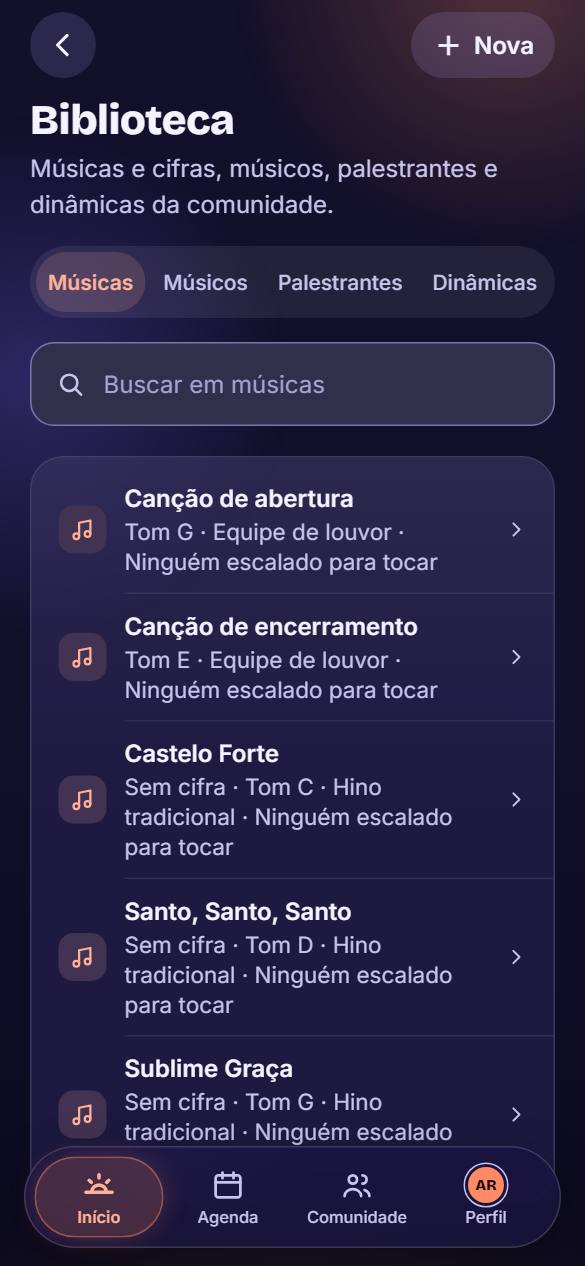 Nova
Biblioteca
Músicas e cifras, músicos, palestrantes e
dinâmicas da comunidade.
Músicas Músicos Palestrantes Dinâmicas
Buscar em músicas
Canção de abertura
Tom G · Equipe de louvor ·
Ninguém escalado para tocar
Canção de encerramento
Tom E · Equipe de louvor ·
Ninguém escalado para tocar
Castelo Forte
Sem cifra · Tom C · Hino
tradicional · Ninguém escalado
para tocar
Santo, Santo, Santo
Sem cifra · Tom D · Hino
tradicional · Ninguém escalado
para tocar
Sublime Graça
Sem cifra · Tom G · Hino
tradicional · Ninguém escalado
AR
Início Agenda Comunidade Perfil